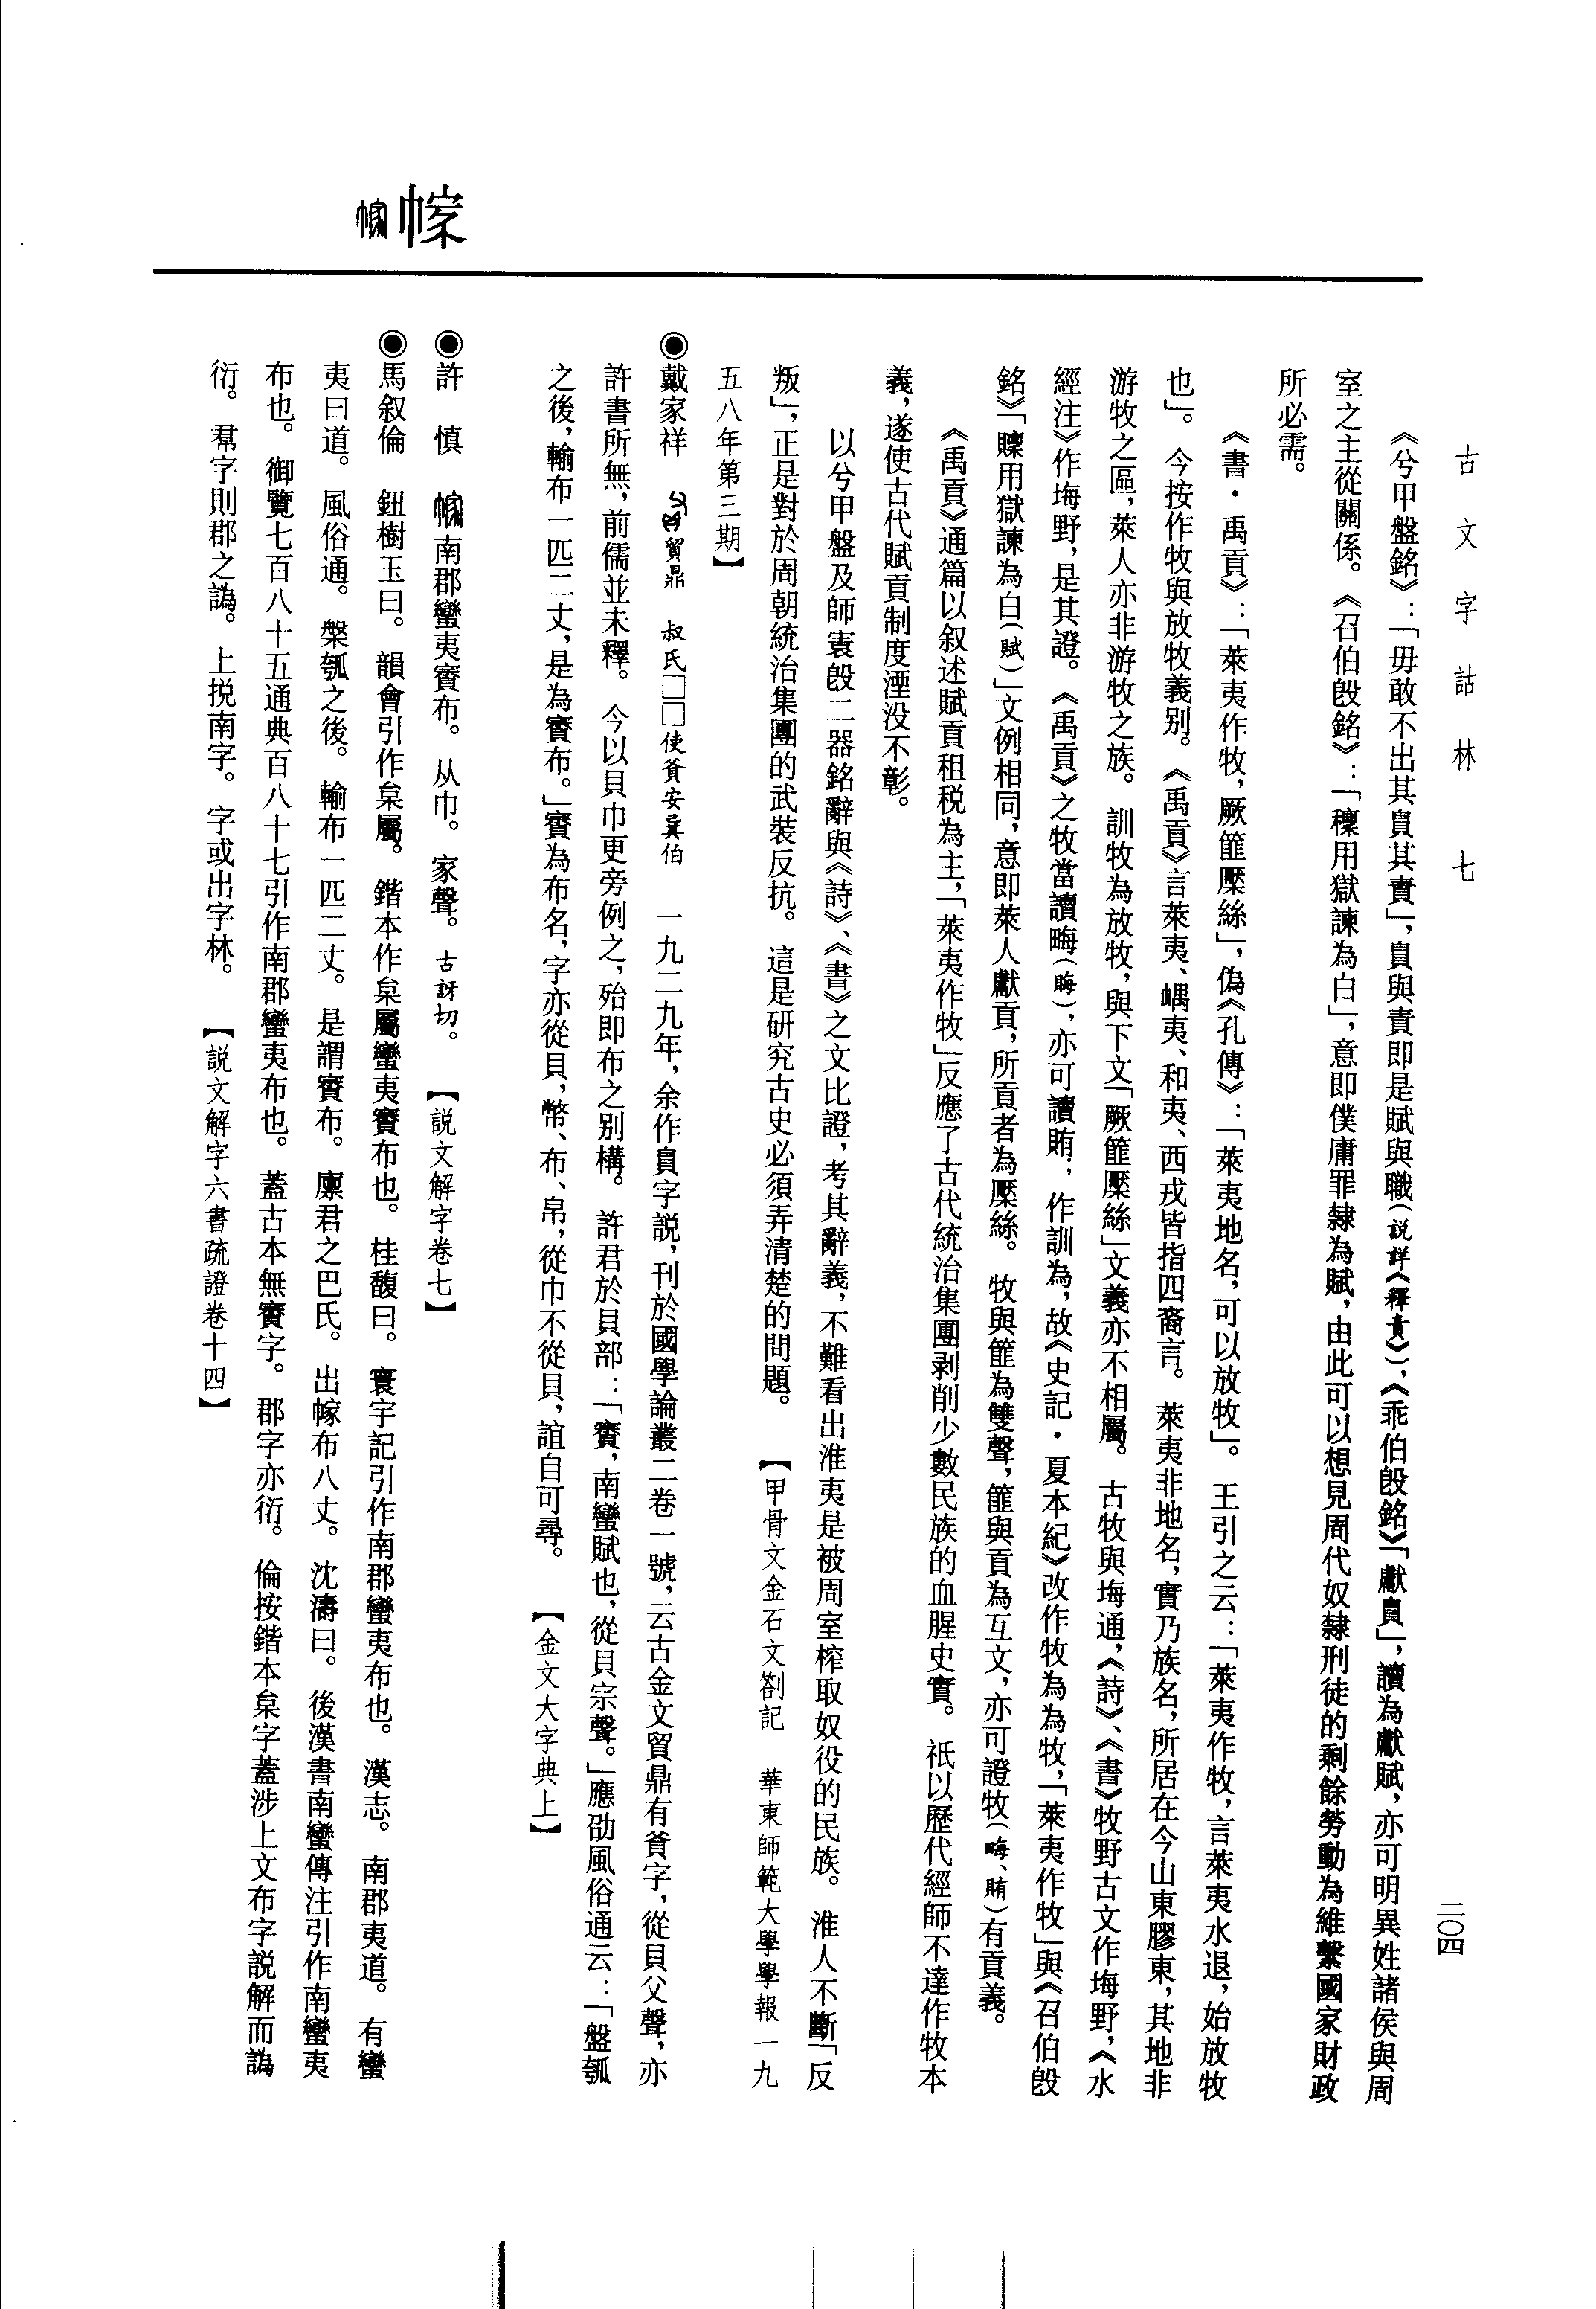 古文字詁林 七
二〇四
《兮甲盤銘》：「毋敢不出其𧵩其責」，𧵩與責即是賦與職（說詳《釋責》），《乖伯𣪘銘》「獻𧵩」，讀為獻賦，亦可明異姓諸侯與周
室之主從關係。《召伯𣪘銘》：「稟用獄諫為白」，意即僕庸罪隸為賦，由此可以想見周代奴隸刑徒的剩餘勞動為維繫國家財政
所必需。
《書·禹貢》：「萊夷作牧，厥篚檿絲」，偽《孔傳》：「萊夷地名，可以放牧」。王引之云：「萊夷作牧，言萊夷水退，始放牧
也」。今按作牧與放牧義别。《禹貢》言萊夷、嵎夷、和夷、西戎皆指四裔言。萊夷非地名，實乃族名，所居在今山東膠東，其地非
游牧之區，萊人亦非游牧之族。訓牧為放牧，與下文「厥篚檿絲」文義亦不相屬。古牧與坶通，《詩》、《書》牧野古文作坶野，《水
經注》作坶野，是其證。《禹貢》之牧當讀畮（晦），亦可讀賄，作訓為，故《史記·夏本紀》改作牧為為牧，「萊夷作牧」與《召伯𣪘
銘》「用獄諫為白（賦）」文例相同，意即萊人獻貢，所貢者為檿絲。牧與篚為雙聲，篚與貢為互文，亦可證牧（畮、賄）有貢義。
《禹貢》通篇以叙述賦貢租税為主，「萊夷作牧」反應了古代統治集團剥削少數民族的血腥史實。衹以歷代經師不達作牧本
義，遂使古代賦貢制度湮没不彰。
以兮甲盤及師𡩜𣪘二器銘辭與《詩》、《書》之文比證，考其辭義，不難看出淮夷是被周室榨取奴役的民族。淮人不斷「反
叛」，正是對於周朝統治集團的武裝反抗。這是研究古史必須弄清楚的問題。【甲骨文金石文劄記 華東師範大學學報一九
五八年第三期】
◉戴家祥 貿鼎 叔氏□□使貧安㠱伯 一九二九年，余作𧵩字説，刊於國學論叢二卷一號，云古金文貿鼎有字，從貝父聲，亦
許書所無，前儒並未釋。今以貝巾更旁例之，殆即布之别構。許君於貝部：「賨，南蠻賦也，從貝宗聲。」應劭風俗通云：「盤瓠
之後，輸布一匹二丈，是為賨布。」賨為布名，字亦從貝，幣、布、帛，從巾不從貝，誼自可尋。【金文大字典上】
幏
◉許 慎 南郡蠻夷賨布。从巾。家聲。古訝切。【説文解字卷七】
◉馬叙倫 鈕樹玉曰。韻會引作枲屬。鍇本作枲屬蠻夷賨布也。桂馥曰。寰宇記引作南郡蠻夷布也。漢志。南郡夷道。有蠻
夷曰道。風俗通。槃瓠之後。輸布一匹二丈。是謂賨布。廩君之巴氏。出幏布八丈。沈濤曰。後漢書南蠻傳注引作南蠻夷
布也。御覽七百八十五通典百八十七引作南郡蠻夷布也。蓋古本無賨字。郡字亦衍。倫按鍇本枲字蓋涉上文布字説解而譌
衍。羣字則郡之譌。上挩南字。字或出字林。【説文解字六書疏證卷十四】